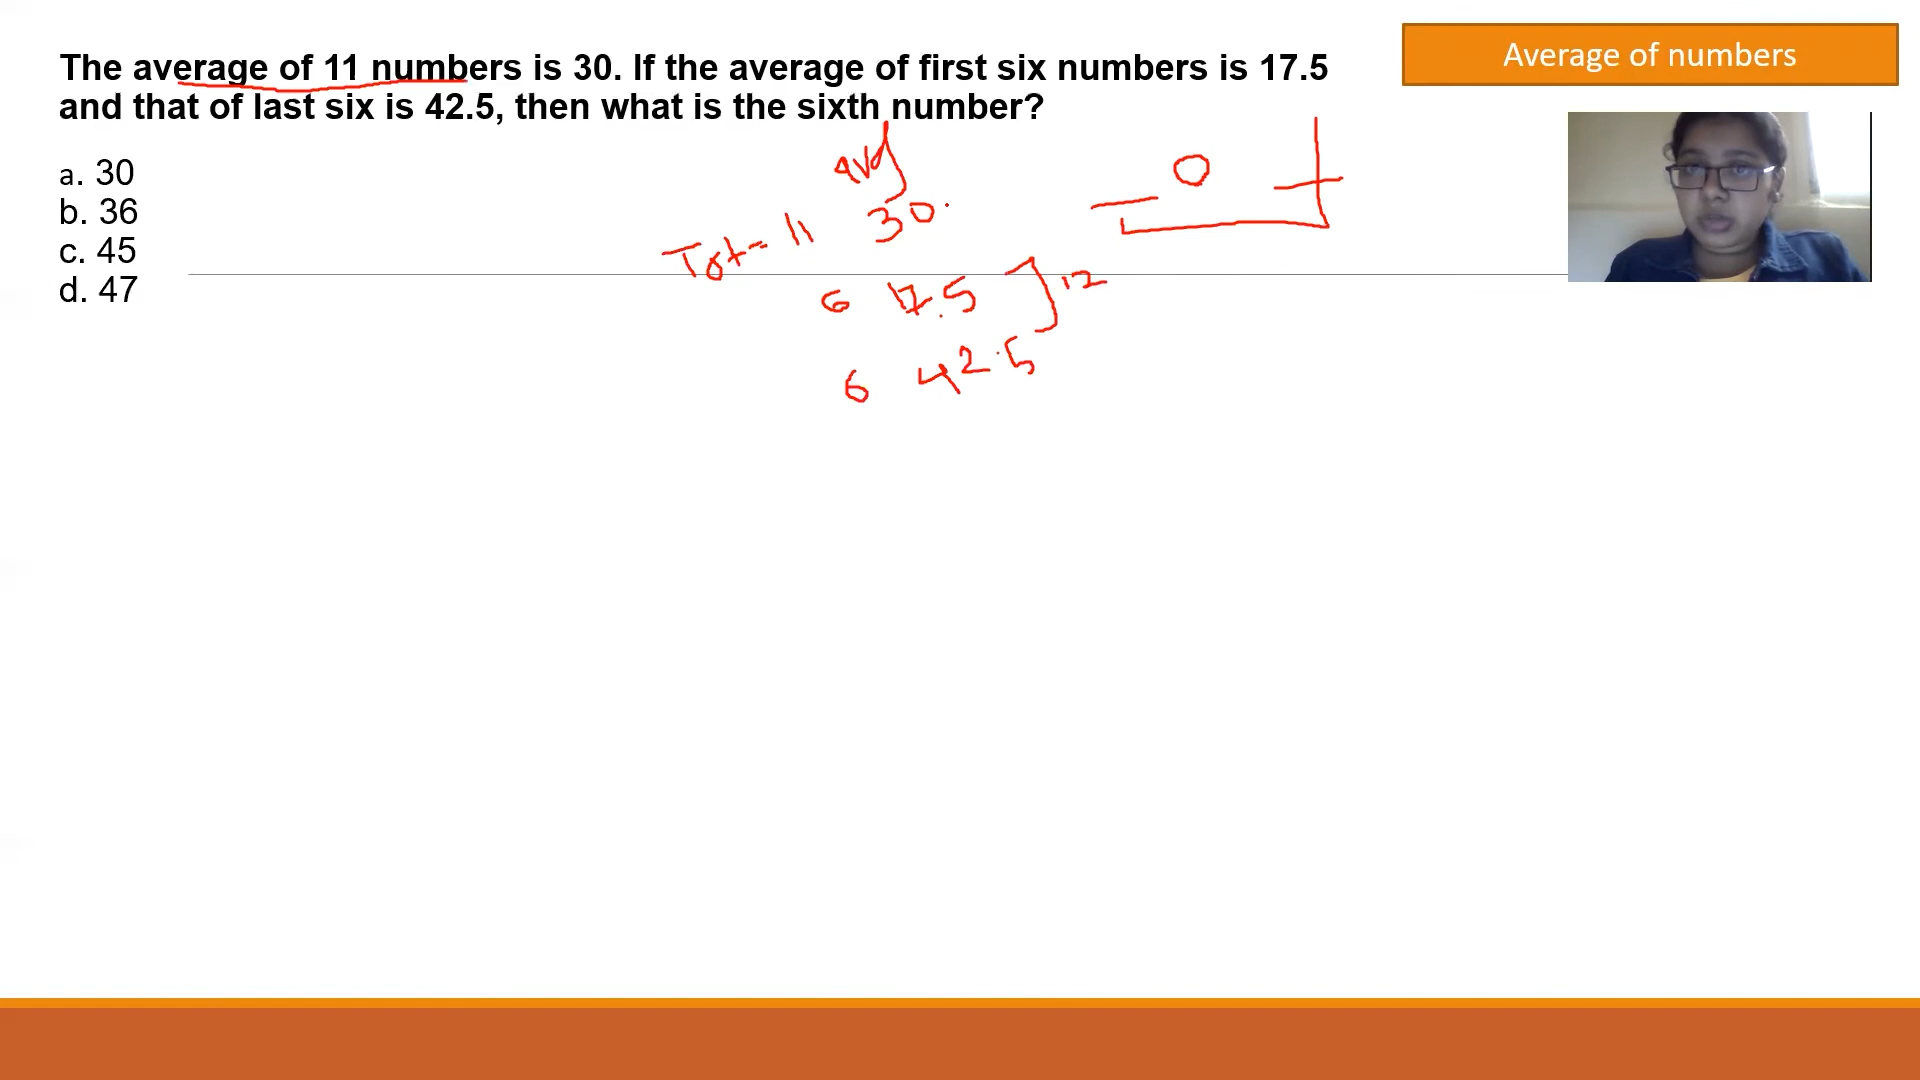 Average of numbers
The average of 11 numbers is 30. If the average of first six numbers is 17.5
and that of last six is 42.5, then what is the sixth number?
a. 30
b. 36
c. 45
d. 47
avg
Tot = 11 30
6 17.5 ] 12
6 42.5